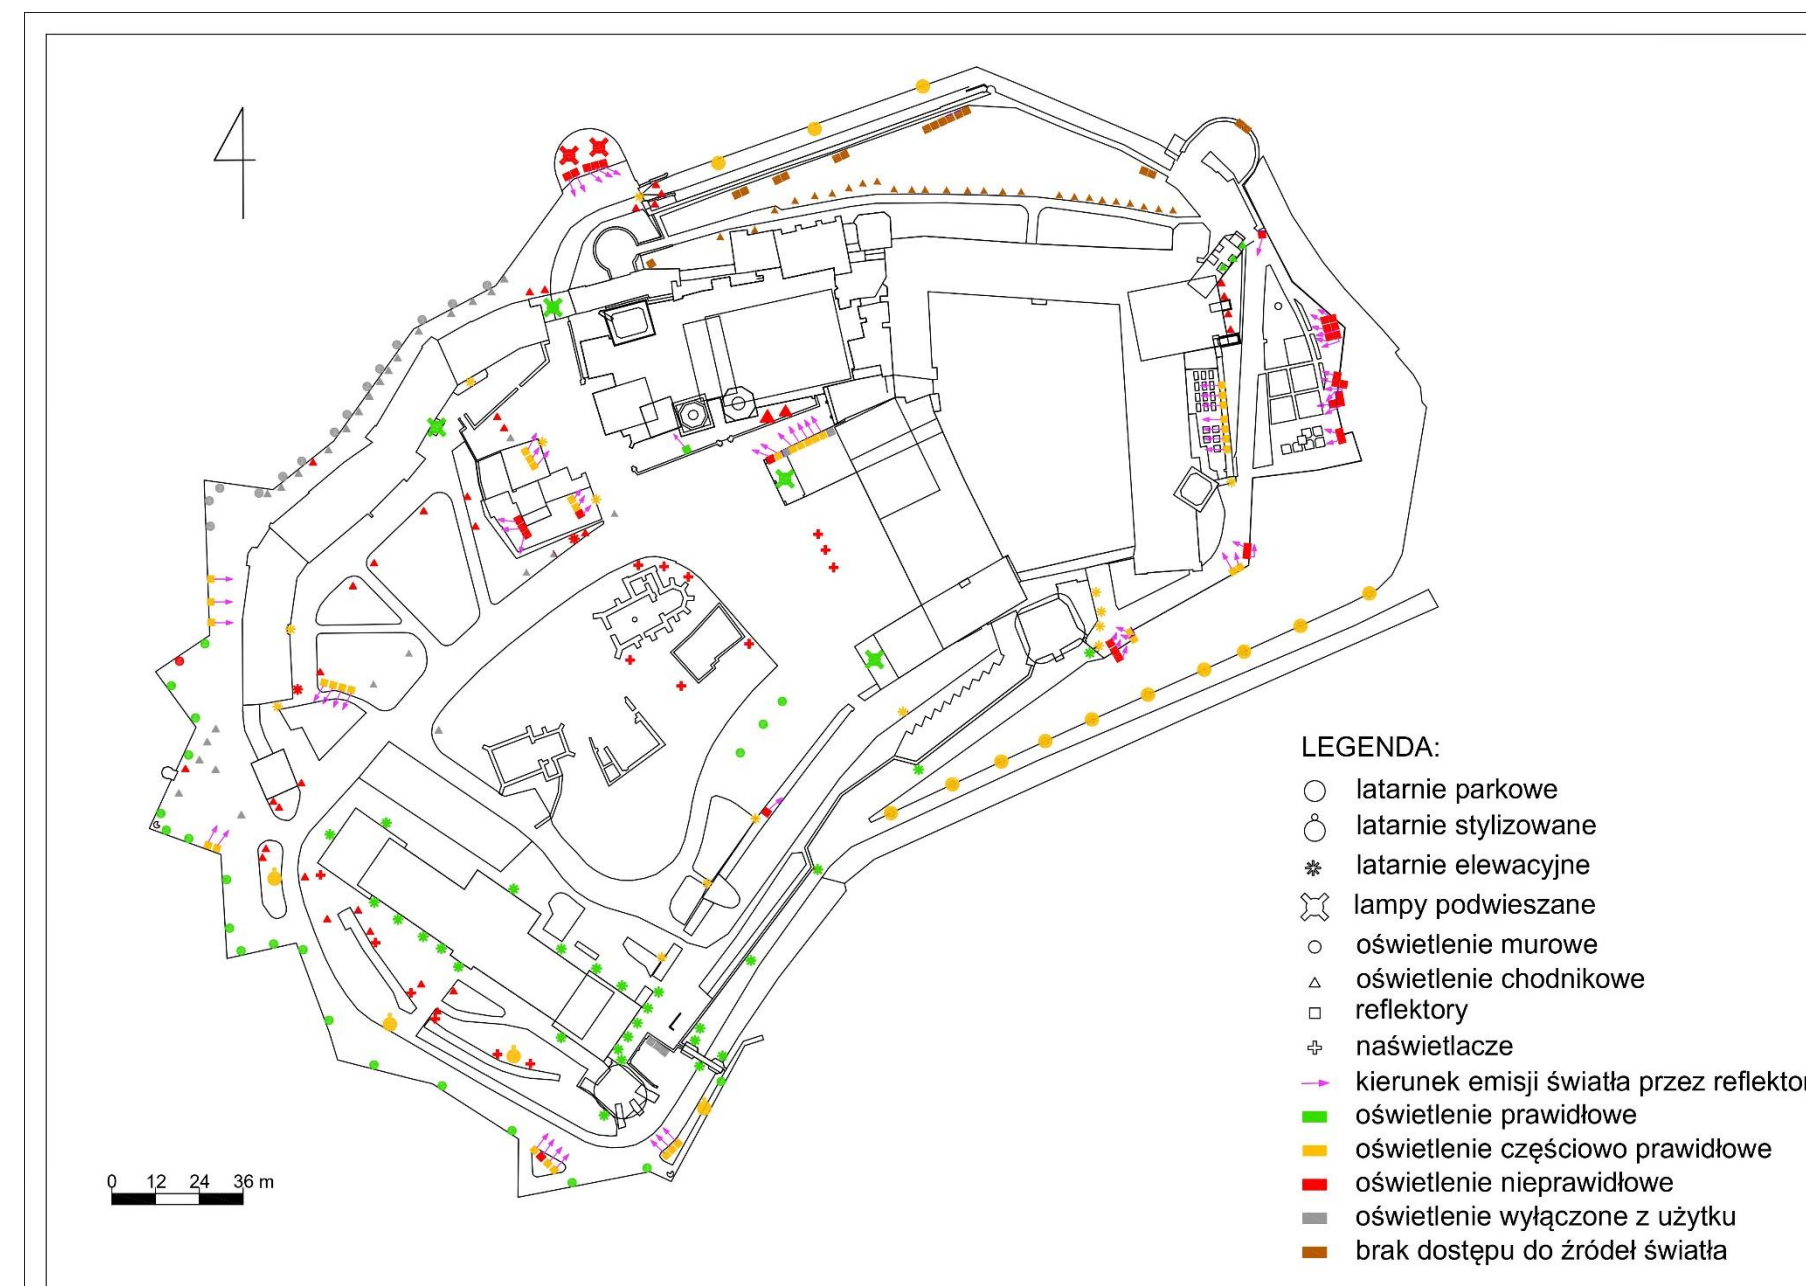 LEGENDA:
latarnie parkowe
latarnie stylizowane
latarnie elewacyjne
lampy podwieszane
oświetlenie murowe
oświetlenie chodnikowe
reflektory
naświetlacze
kierunek emisji światła przez reflektor
oświetlenie prawidłowe
oświetlenie częściowo prawidłowe
oświetlenie nieprawidłowe
oświetlenie wyłączone z użytku
brak dostępu do źródeł światła
0 12 24 36 m